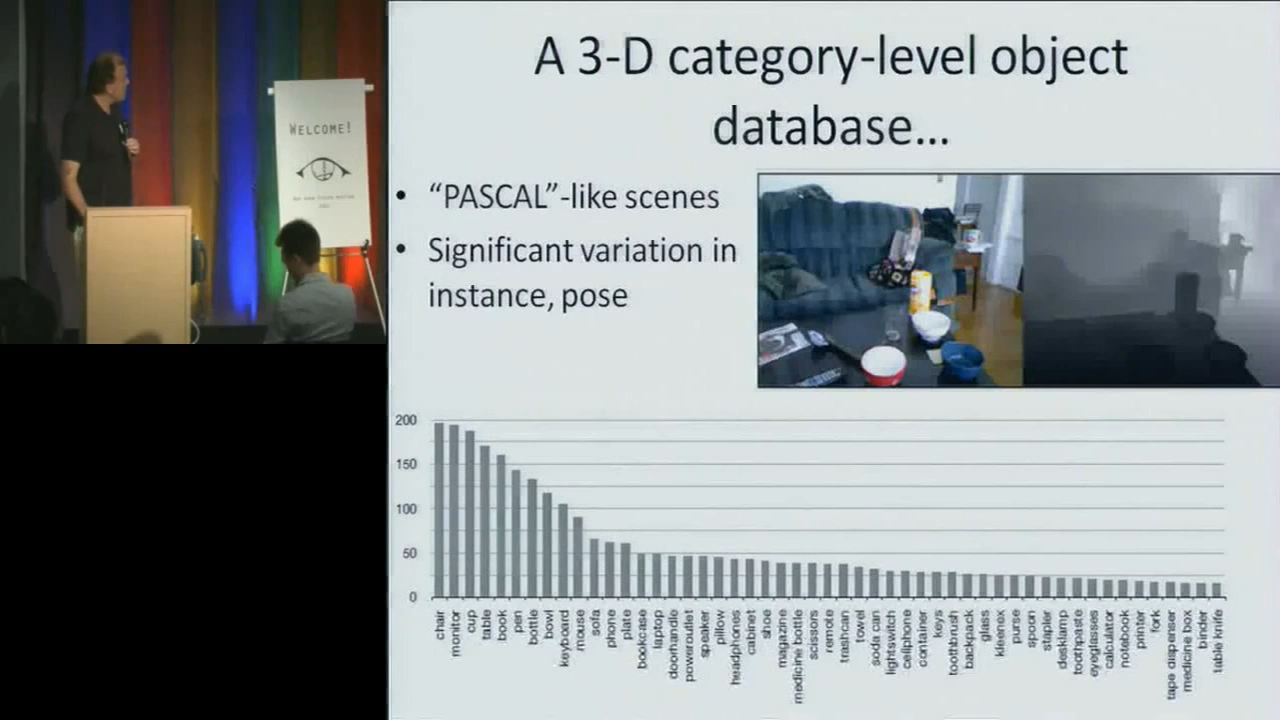 A 3-D category-level object
database...
• "PASCAL"-like scenes
• Significant variation in
instance, pose
WELCOME!
200
150
100
50
0
chair
monitor
cup
table
book
pen
bottle
bowl
keyboard
mouse
sofa
phone
plate
bookcase
laptop
doorhandle
poweroutlet
speaker
pillow
headphones
cabinet
shoe
magazine
medicine bottle
scissors
remote
trashcan
towel
soda can
lightswitch
cellphone
container
keys
toothbrush
backpack
glass
kleenex
purse
spoon
stapler
desklamp
toothpaste
eyeglasses
calculator
notebook
printer
fork
tape dispenser
medicine box
binder
table knife